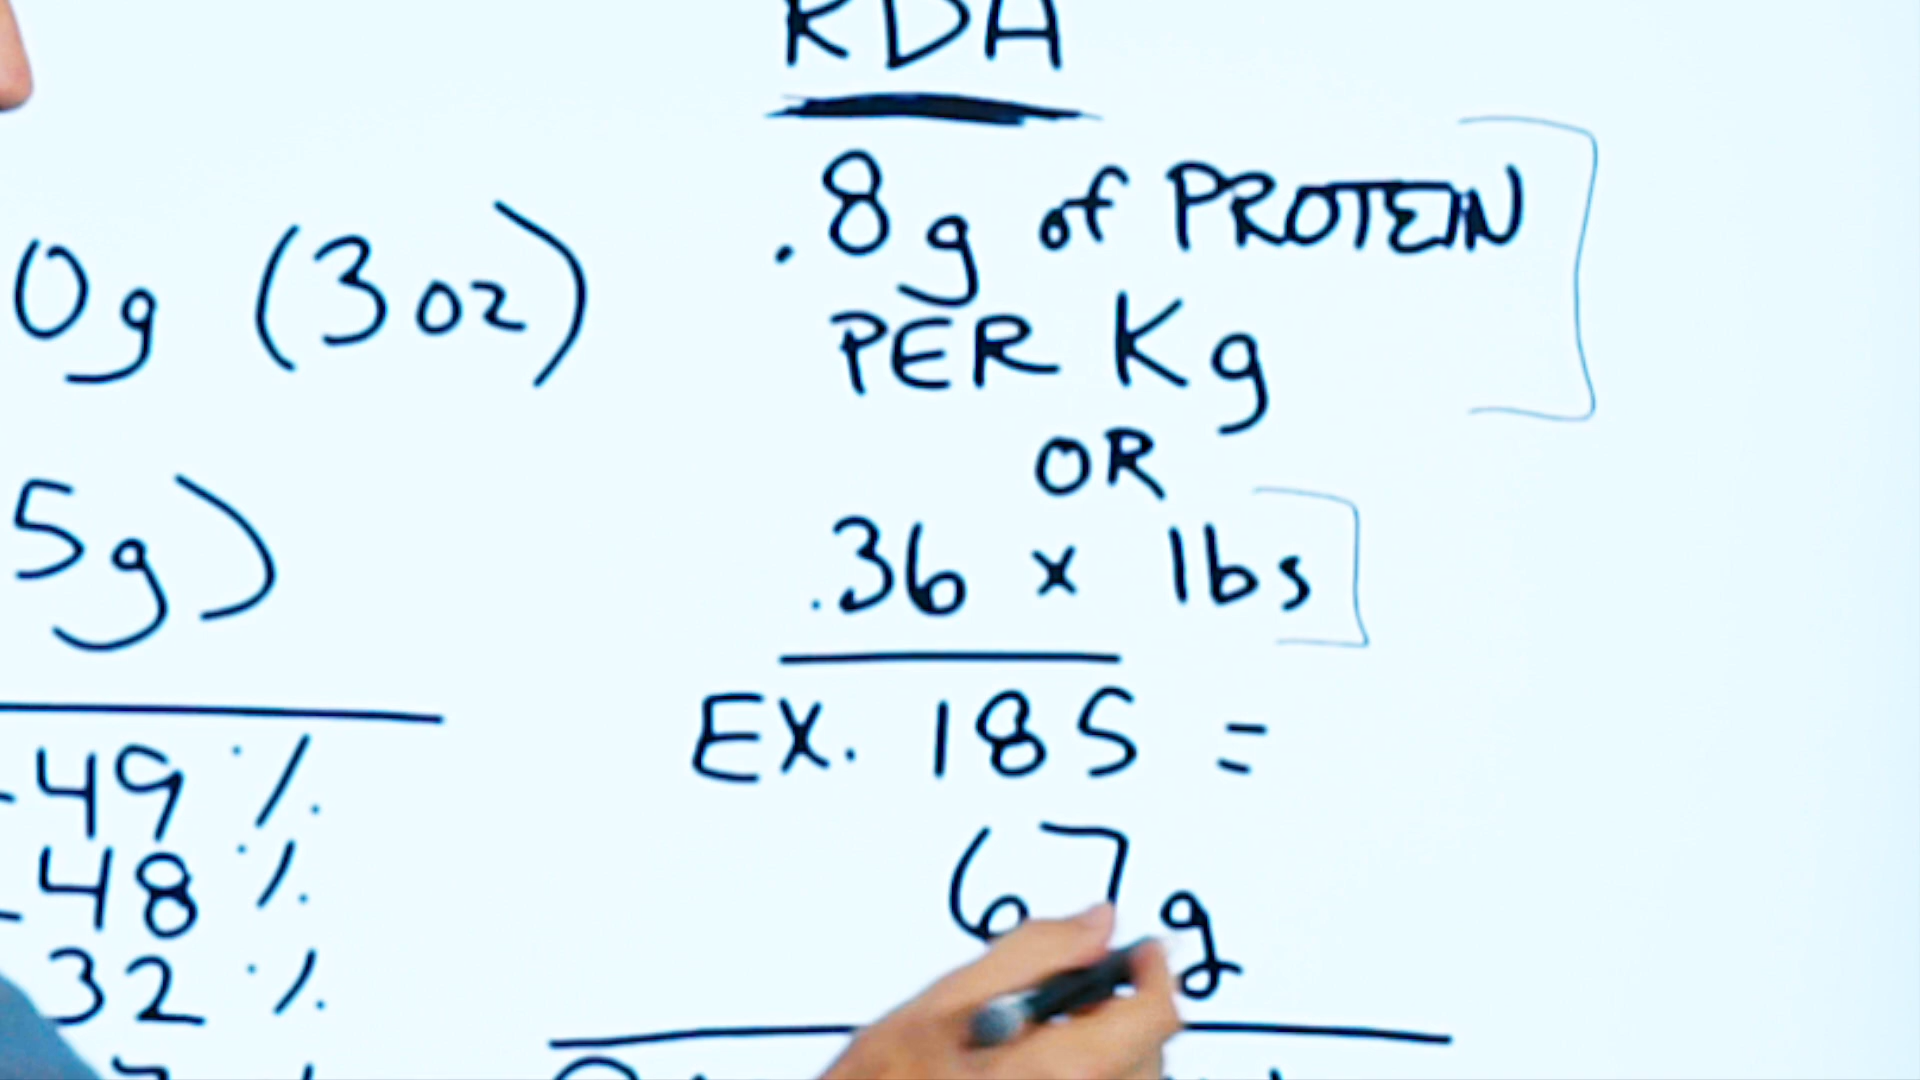 RDA
.8g of PROTEIN
PER Kg
OR
.36 x lbs
EX. 185 =
67g
0g (3oz)
5g)
-49%
-48%
32%